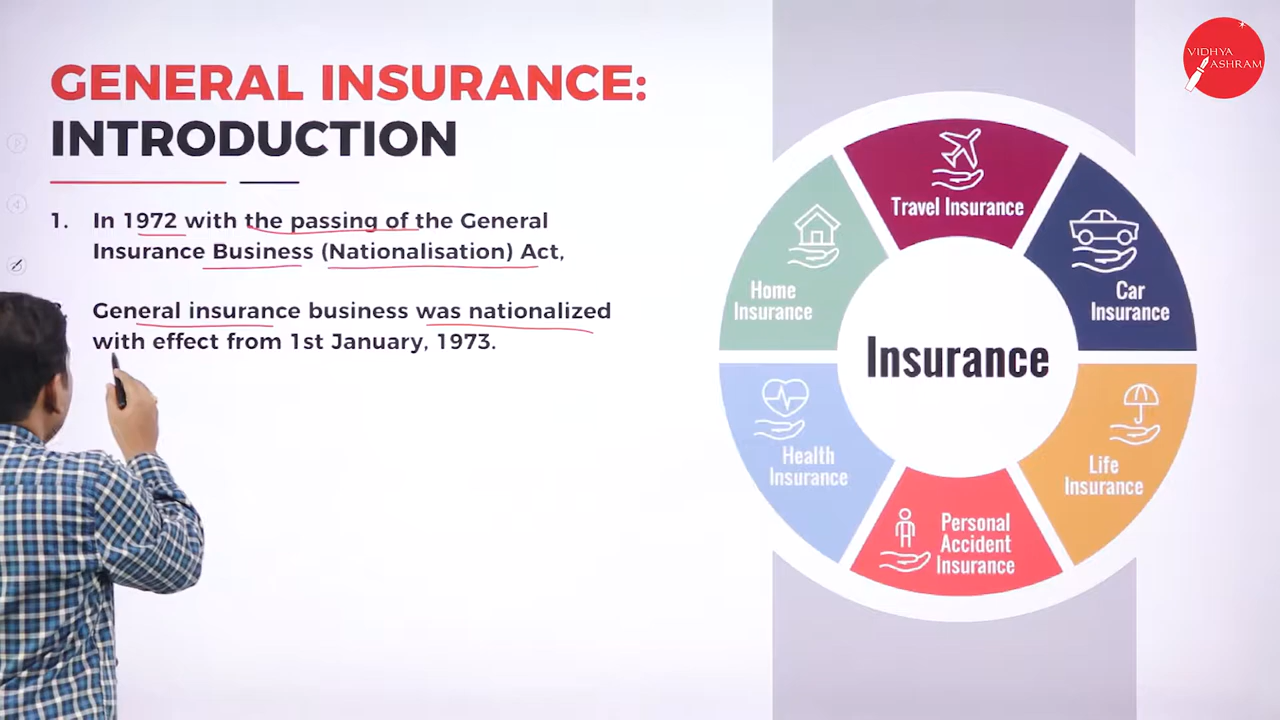 VIDHYA
ASHRAM
GENERAL INSURANCE:
INTRODUCTION
1. In 1972 with the passing of the General
Insurance Business (Nationalisation) Act,
General insurance business was nationalized
with effect from 1st January, 1973.
Travel Insurance
Car
Insurance
Life
Insurance
Personal
Accident
Insurance
Health
Insurance
Home
Insurance
Insurance